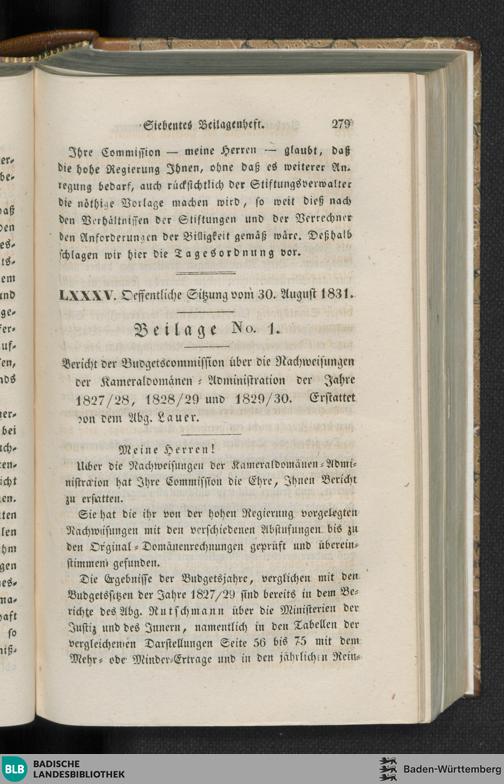 Siebentes Beilagenheft. 279
Ihre Commission — meine Herren — glaubt, daß
die hohe Regierung Ihnen, ohne daß es weiterer An-
regung bedarf, auch rücksichtlich der Stiftungsverwalter
die nöthige Vorlage machen wird, so weit dieß nach
den Verhältnissen der Stiftungen und der Verrechner
den Anforderungen der Billigkeit gemäß wäre. Deßhalb
schlagen wir hier die Tagesordnung vor.
LXXXV. Oeffentliche Sitzung vom 30. August 1831.
Beilage No. 1.
Bericht der Budgetscommission über die Nachweisungen
der Kameraldomänen-Administration der Jahre
1827/28, 1828/29 und 1829/30. Erstattet
von dem Abg. Lauer.
Meine Herren!
Ueber die Nachweisungen der Kameraldomänen-Admi-
nistration hat Ihre Commission die Ehre, Ihnen Bericht
zu ersatten.
Sie hat die ihr von der hohen Regierung vorgelegten
Nachweisungen mit den verschiedenen Abstufungen bis zu
den Orginal-Domänenrechnungen geprüft und überein-
stimmend gefunden.
Die Ergebnisse der Budgetsjahre, verglichen mit den
Budgetssätzen der Jahre 1827/29 sind bereits in dem Be-
richte des Abg. Rutschmann über die Ministerien der
Justiz und des Innern, namentlich in den Tabellen der
vergleichenden Darstellungen Seite 56 bis 75 mit dem
Mehr- ode Minder-Ertrage und in den jährlichen Rein-
BLB BADISCHE
LANDESBIBLIOTHEK
Baden-Württemberg